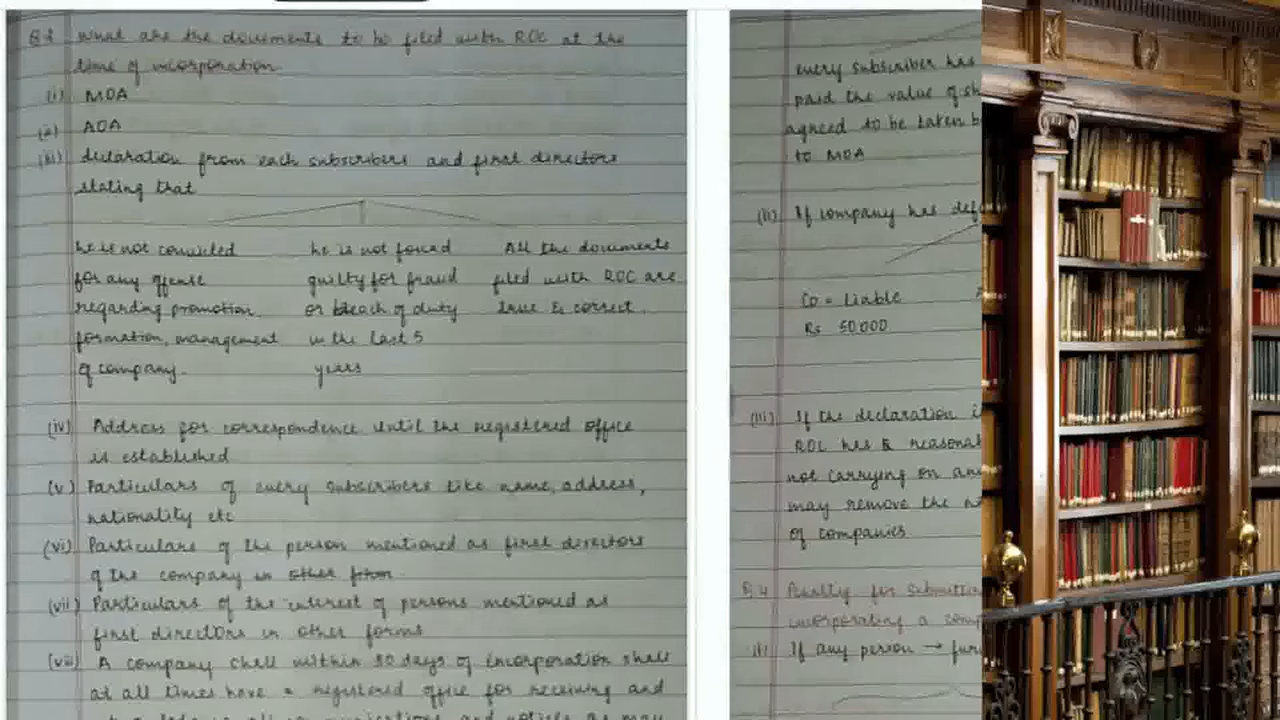 Q.2 What are the documents to be filed with ROC at the
time of incorporation
(i) MOA
(ii) AOA
(iii) declaration from each subscribers and first directors
stating that
he is not convicted he is not found All the documents
for any offense guilty for fraud filed with ROC are
regarding promotion, or breach of duty true & correct.
formation, management in the last 5
of company. years
(iv) Address for correspondence until the registered office
is established
(v) Particulars of every subscribers like name, address,
nationality etc
(vi) Particulars of the person mentioned as first directors
of the company in other form
(vii) Particulars of the interest of persons mentioned as
first directors in other forms
(viii) A company shall within 30 days of incorporation shall
at all times have a registered office for receiving and
every subscriber has
paid the value of sh
agreed to be taken b
to MOA
(ii) If company has def
Co = liable
Rs 50,000
(iii) If the declaration i
ROC has & reasonab
not carrying on any
may remove the n
of companies
Q.4 Penalty for submittin
incorporating a comp
(i) If any person → fur